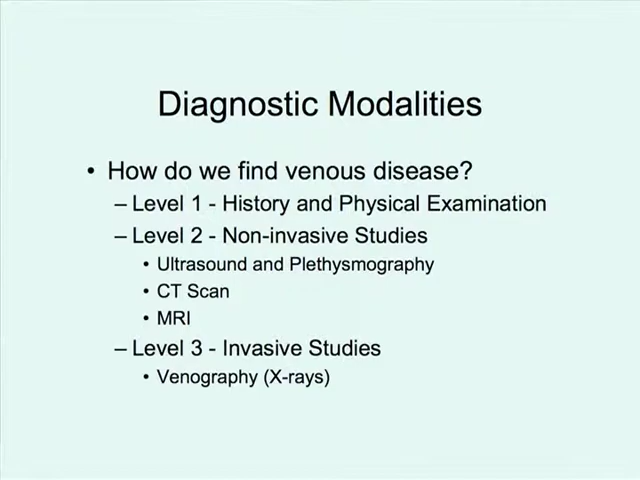 Diagnostic Modalities
• How do we find venous disease?
– Level 1 - History and Physical Examination
– Level 2 - Non-invasive Studies
• Ultrasound and Plethysmography
• CT Scan
• MRI
– Level 3 - Invasive Studies
• Venography (X-rays)